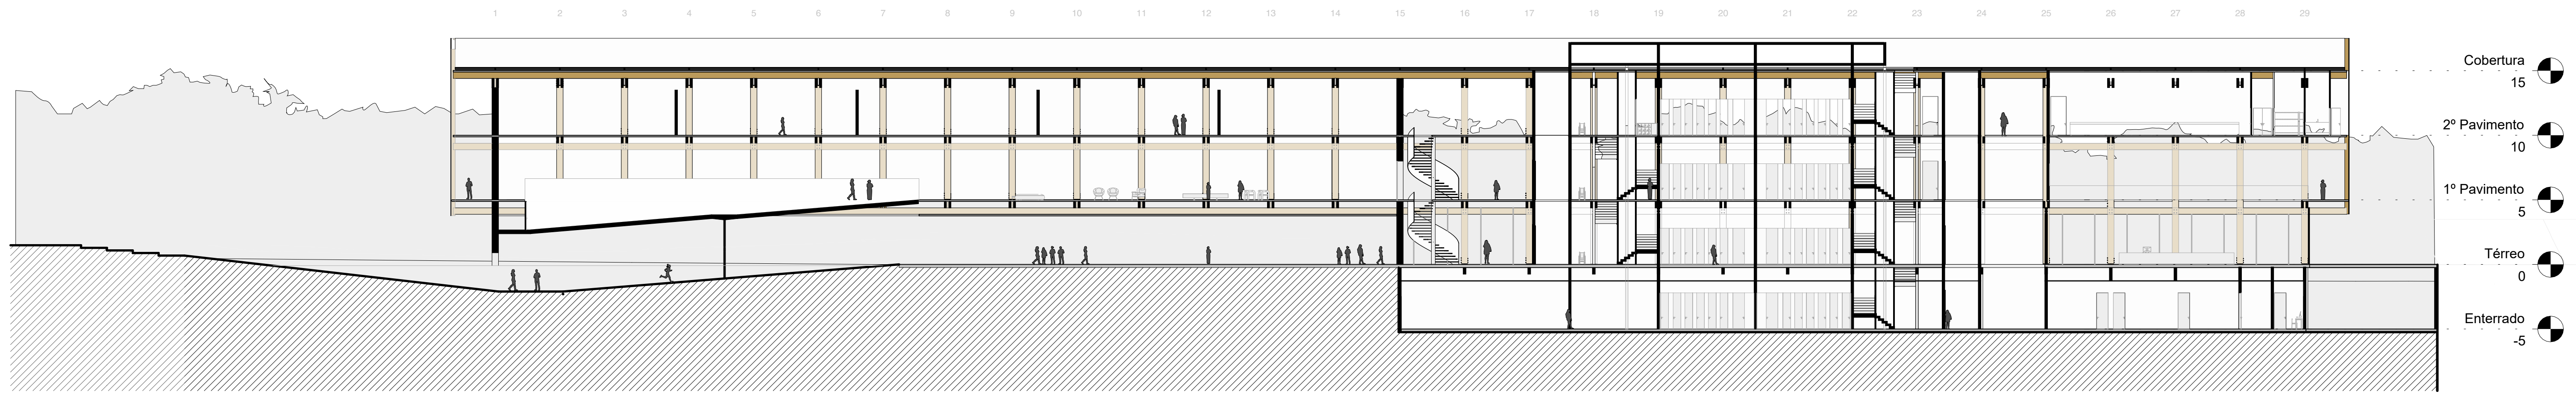 1 2 3 4 5 6 7 8 9 10 11 12 13 14 15 16 17 18 19 20 21 22 23 24 25 26 27 28 29
Cobertura
15
2º Pavimento
10
1º Pavimento
5
Térreo
0
Enterrado
-5